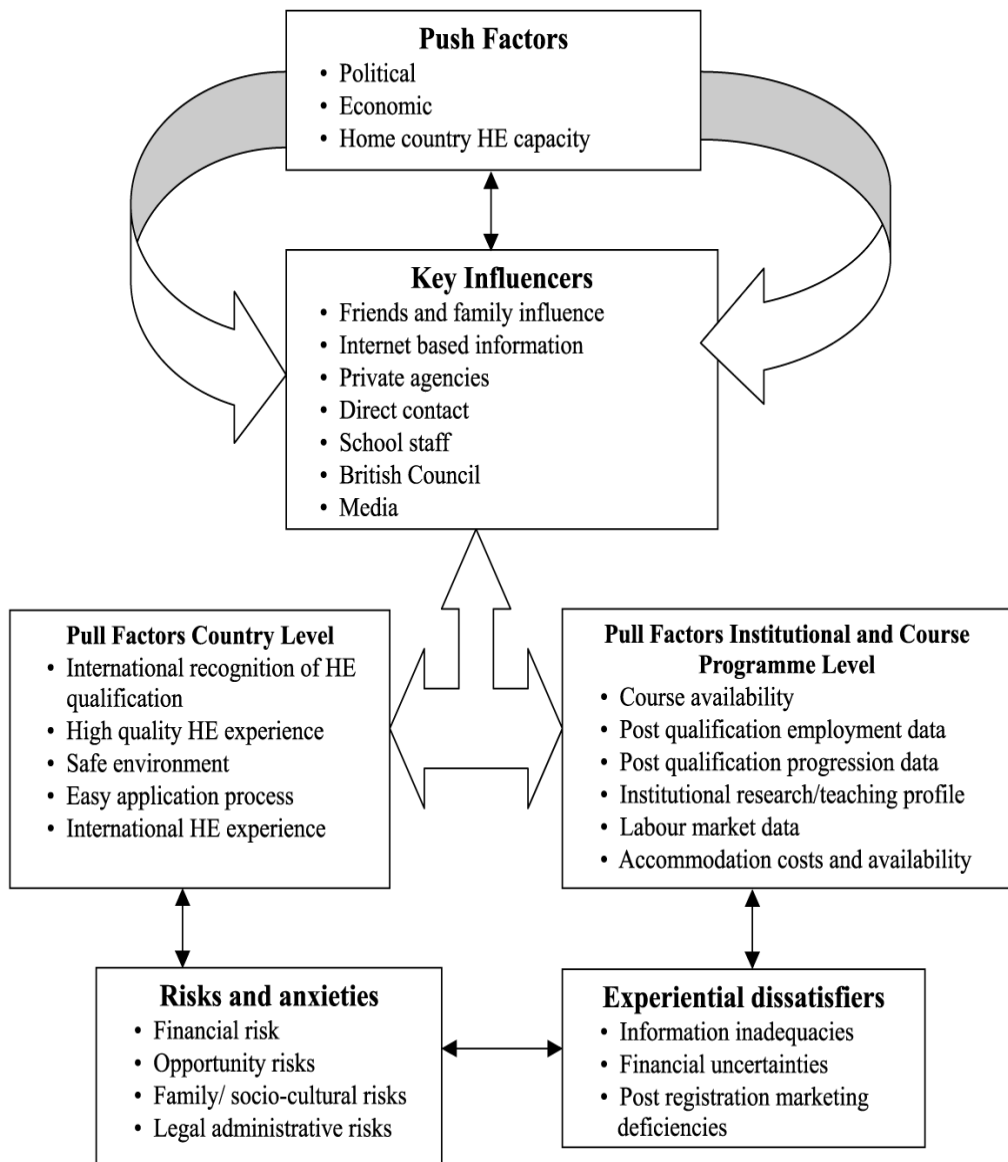 Push Factors
• Political
• Economic
• Home country HE capacity
Key Influencers
• Friends and family influence
• Internet based information
• Private agencies
• Direct contact
• School staff
• British Council
• Media
Pull Factors Country Level
• International recognition of HE
qualification
• High quality HE experience
• Safe environment
• Easy application process
• International HE experience
Pull Factors Institutional and Course
Programme Level
• Course availability
• Post qualification employment data
• Post qualification progression data
• Institutional research/teaching profile
• Labour market data
• Accommodation costs and availability
Risks and anxieties
• Financial risk
• Opportunity risks
• Family/ socio-cultural risks
• Legal administrative risks
Experiential dissatisfiers
• Information inadequacies
• Financial uncertainties
• Post registration marketing
deficiencies